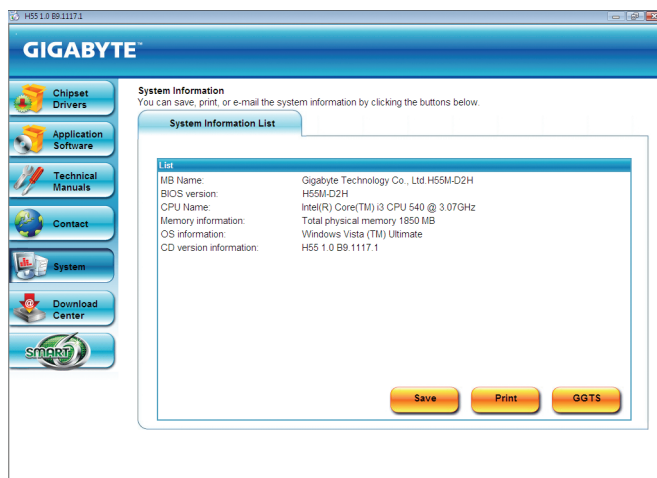 H55 1.0 B9.1117.1
GIGABYTE™
Chipset
Drivers
Application
Software
Technical
Manuals
Contact
System
Download
Center
SMART
System Information
You can save, print, or e-mail the system information by clicking the buttons below.
System Information List
List
MB Name: Gigabyte Technology Co., Ltd.H55M-D2H
BIOS version: H55M-D2H
CPU Name: Intel(R) Core(TM) i3 CPU 540 @ 3.07GHz
Memory information: Total physical memory 1850 MB
OS information: Windows Vista (TM) Ultimate
CD version information: H55 1.0 B9.1117.1
Save Print GGTS